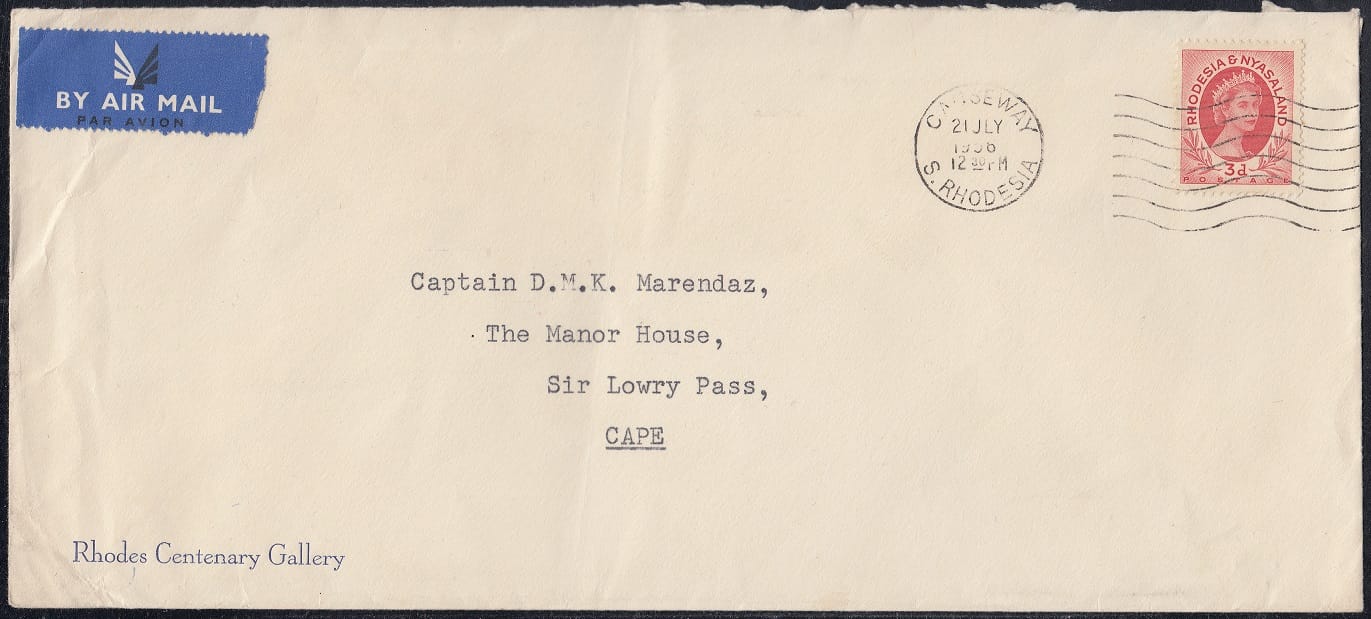 BY AIR MAIL
PAR AVION
CAUSEWAY
21 JLY
1956
12 30 PM
S. RHODESIA
RHODESIA & NYASALAND
3d
POSTAGE
Captain D.M.K. Marendaz,
The Manor House,
Sir Lowry Pass,
CAPE
Rhodes Centenary Gallery